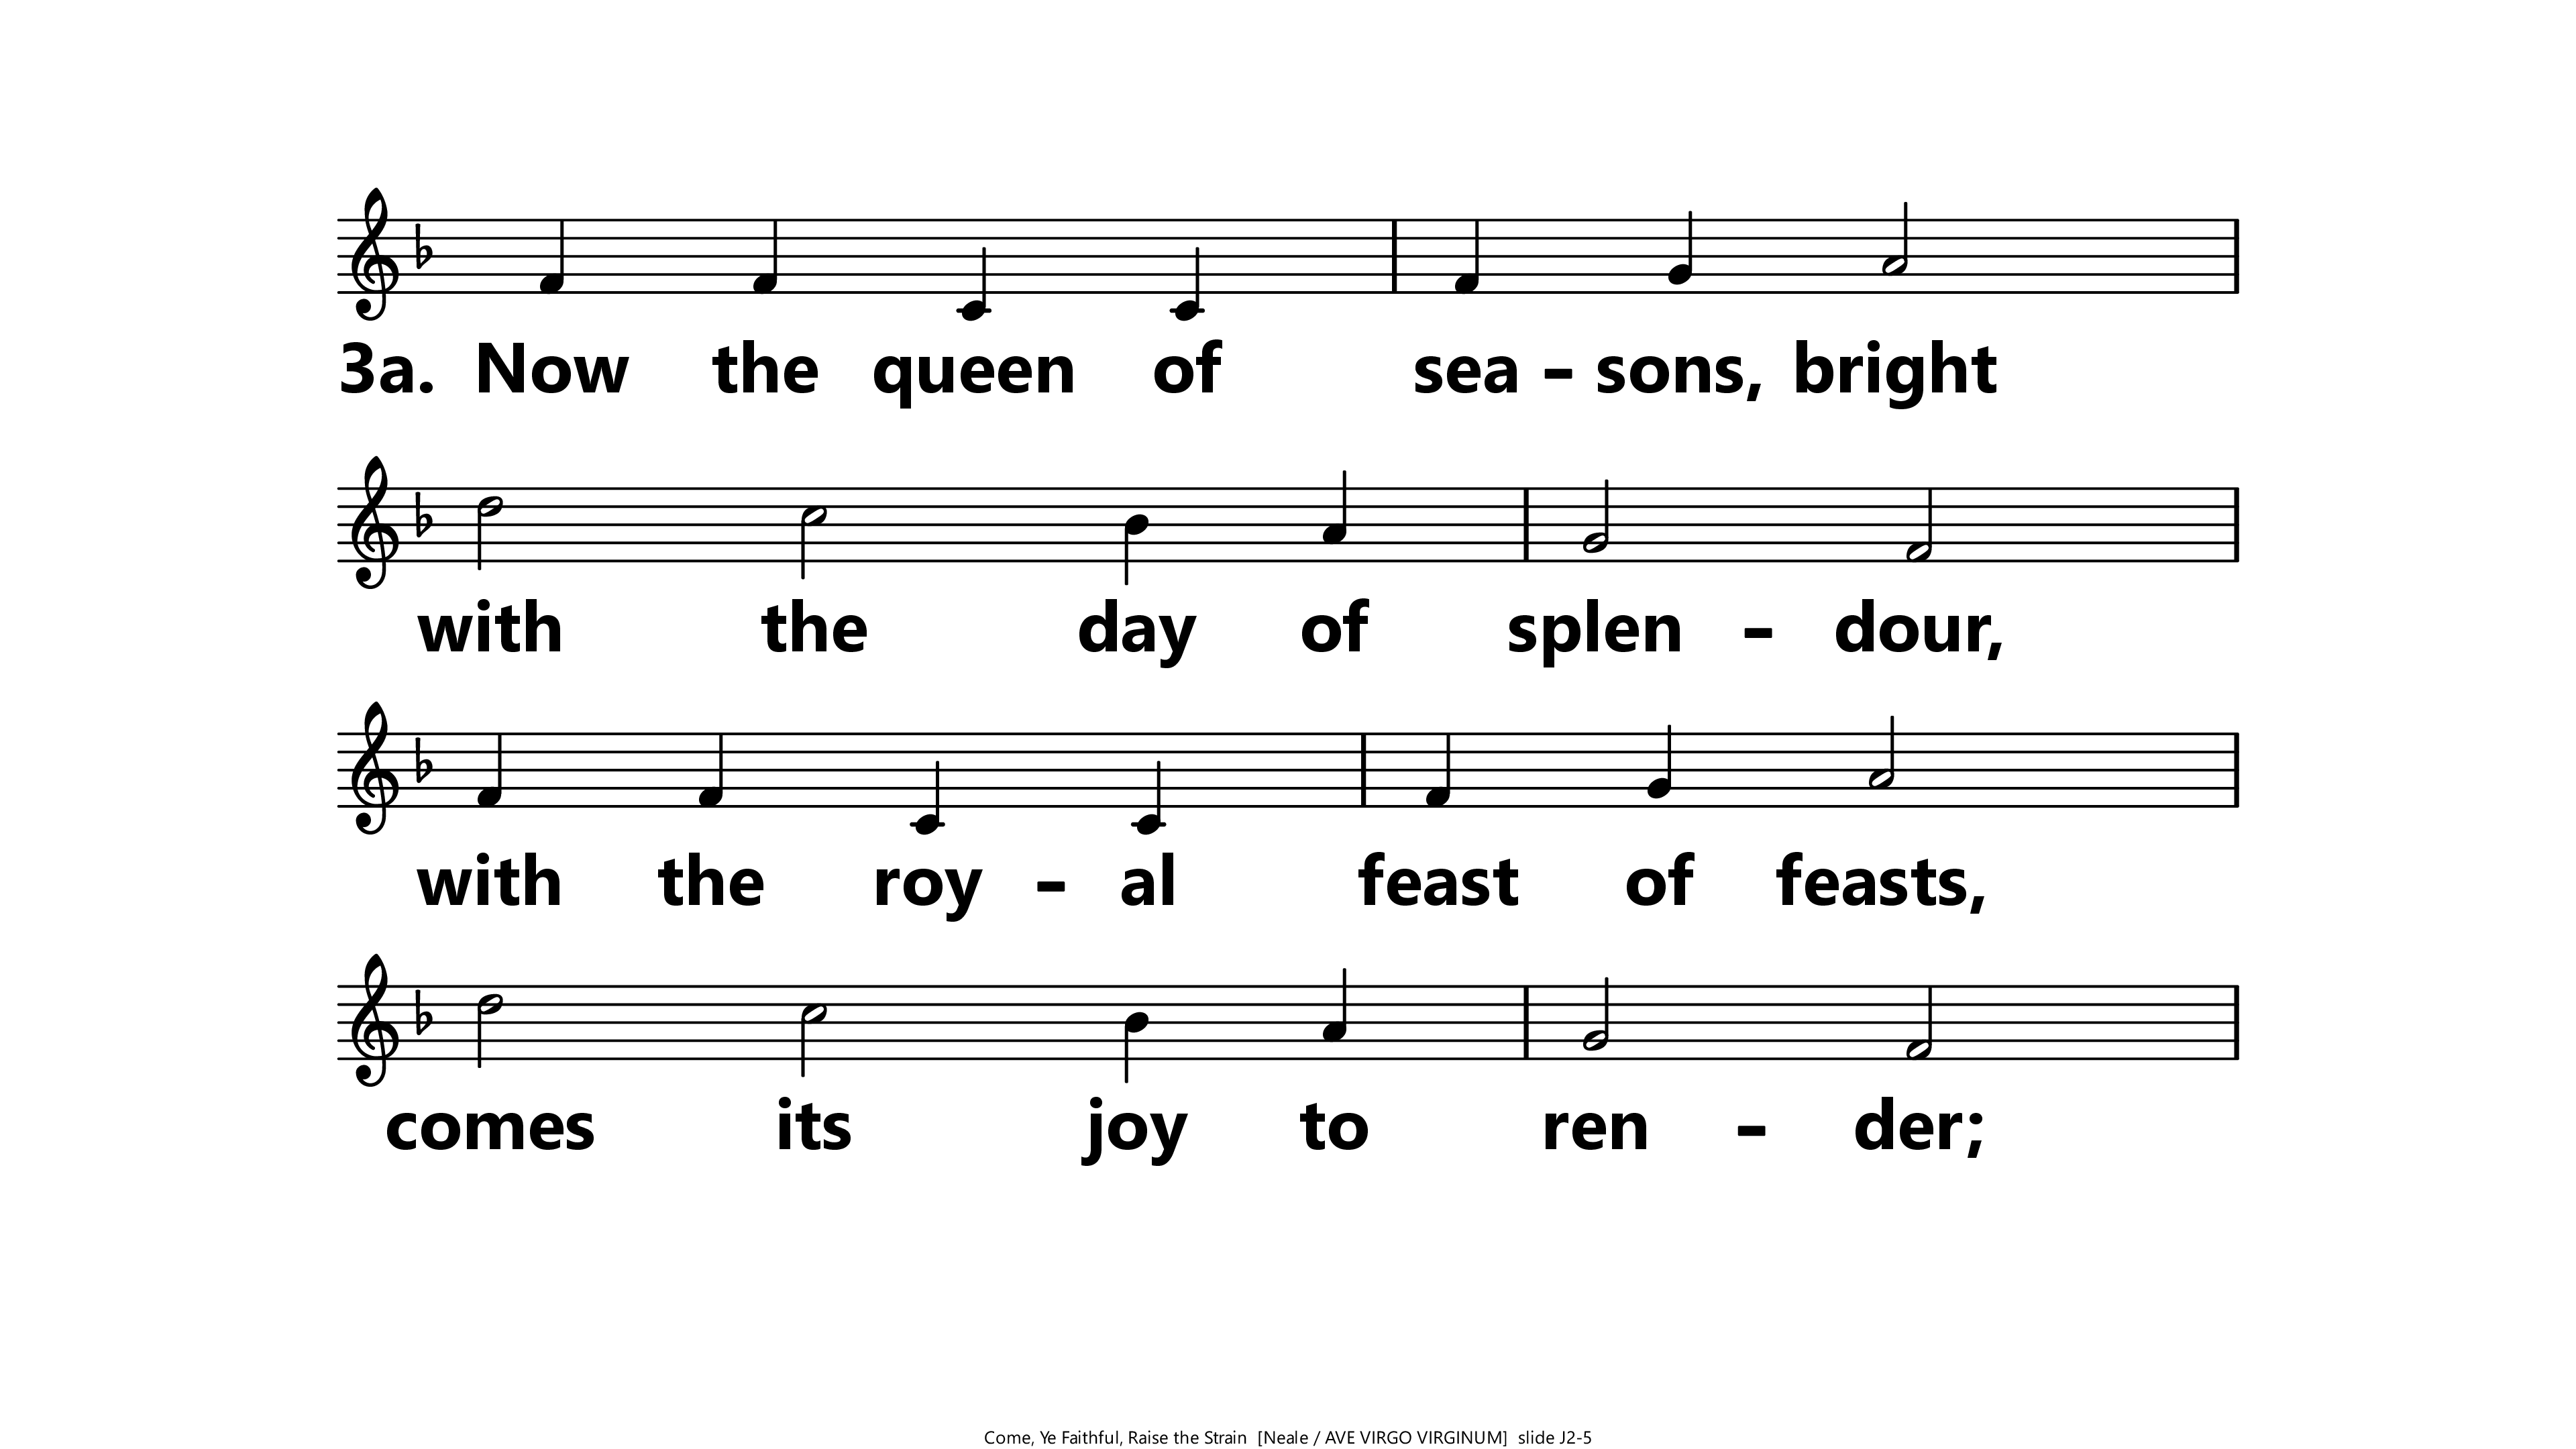 3a. Now the queen of sea - sons, bright
with the day of splen - dour,
with the roy - al feast of feasts,
comes its joy to ren - der;
Come, Ye Faithful, Raise the Strain [Neale / AVE VIRGO VIRGINUM] slide J2-5